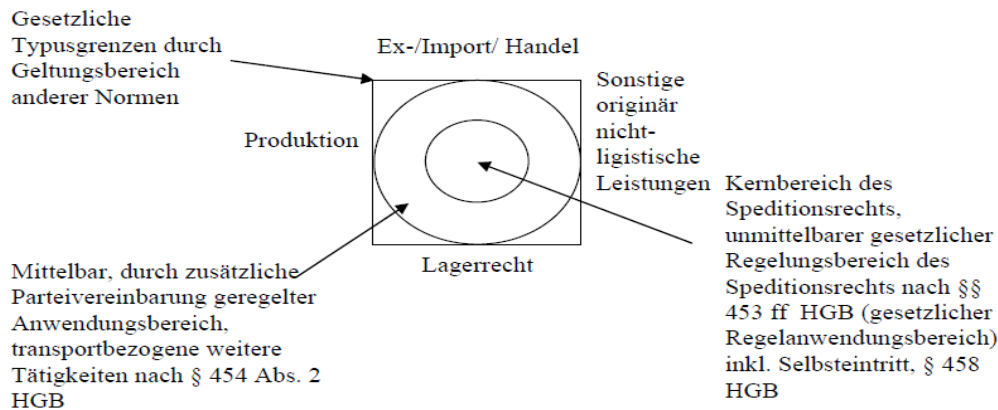 Gesetzliche
Typusgrenzen durch
Geltungsbereich
anderer Normen
Ex-/Import/ Handel
Produktion
Sonstige
originär
nicht-
ligistische
Leistungen
Lagerrecht
Mittelbar, durch zusätzliche
Parteivereinbarung geregelter
Anwendungsbereich,
transportbezogene weitere
Tätigkeiten nach § 454 Abs. 2
HGB
Kernbereich des
Speditionsrechts,
unmittelbarer gesetzlicher
Regelungsbereich des
Speditionsrechts nach §§
453 ff HGB (gesetzlicher
Regelanwendungsbereich)
inkl. Selbsteintritt, § 458
HGB